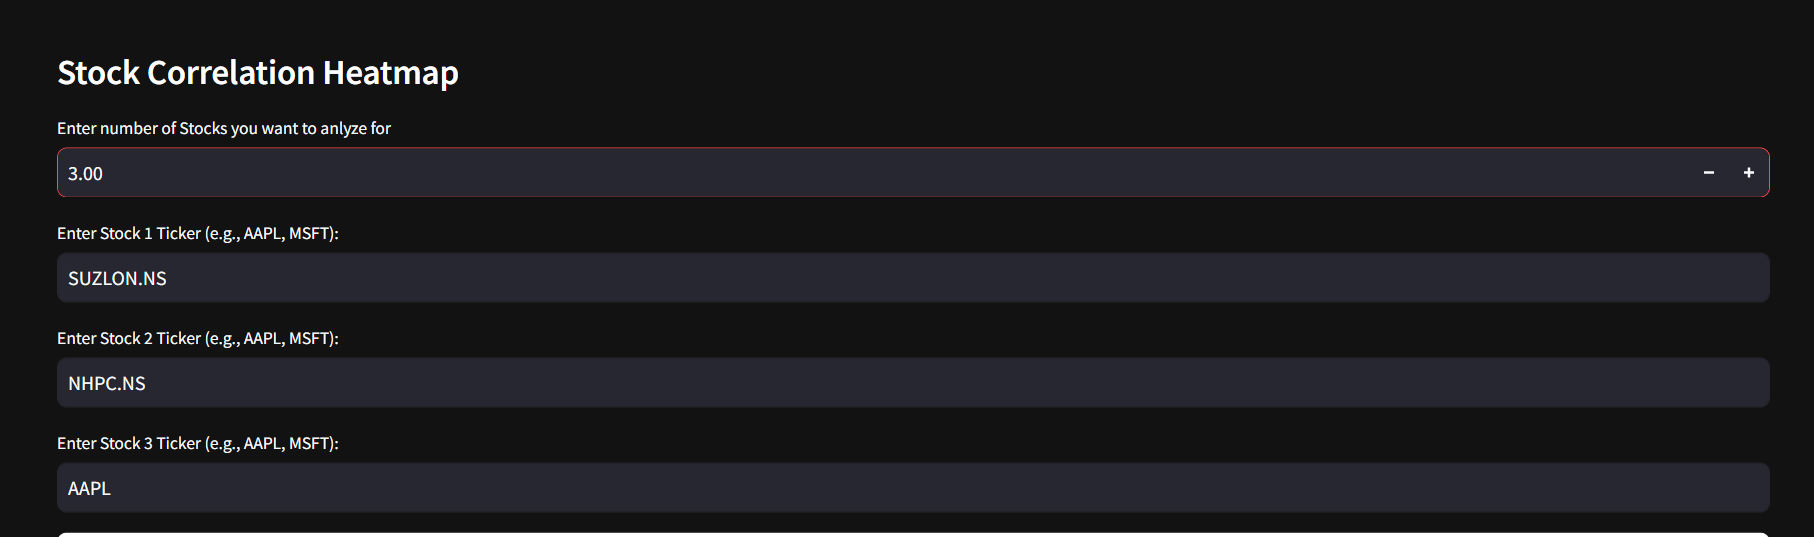 Stock Correlation Heatmap
Enter number of Stocks you want to anlyze for
3.00
Enter Stock 1 Ticker (e.g., AAPL, MSFT):
SUZLON.NS
Enter Stock 2 Ticker (e.g., AAPL, MSFT):
NHPC.NS
Enter Stock 3 Ticker (e.g., AAPL, MSFT):
AAPL